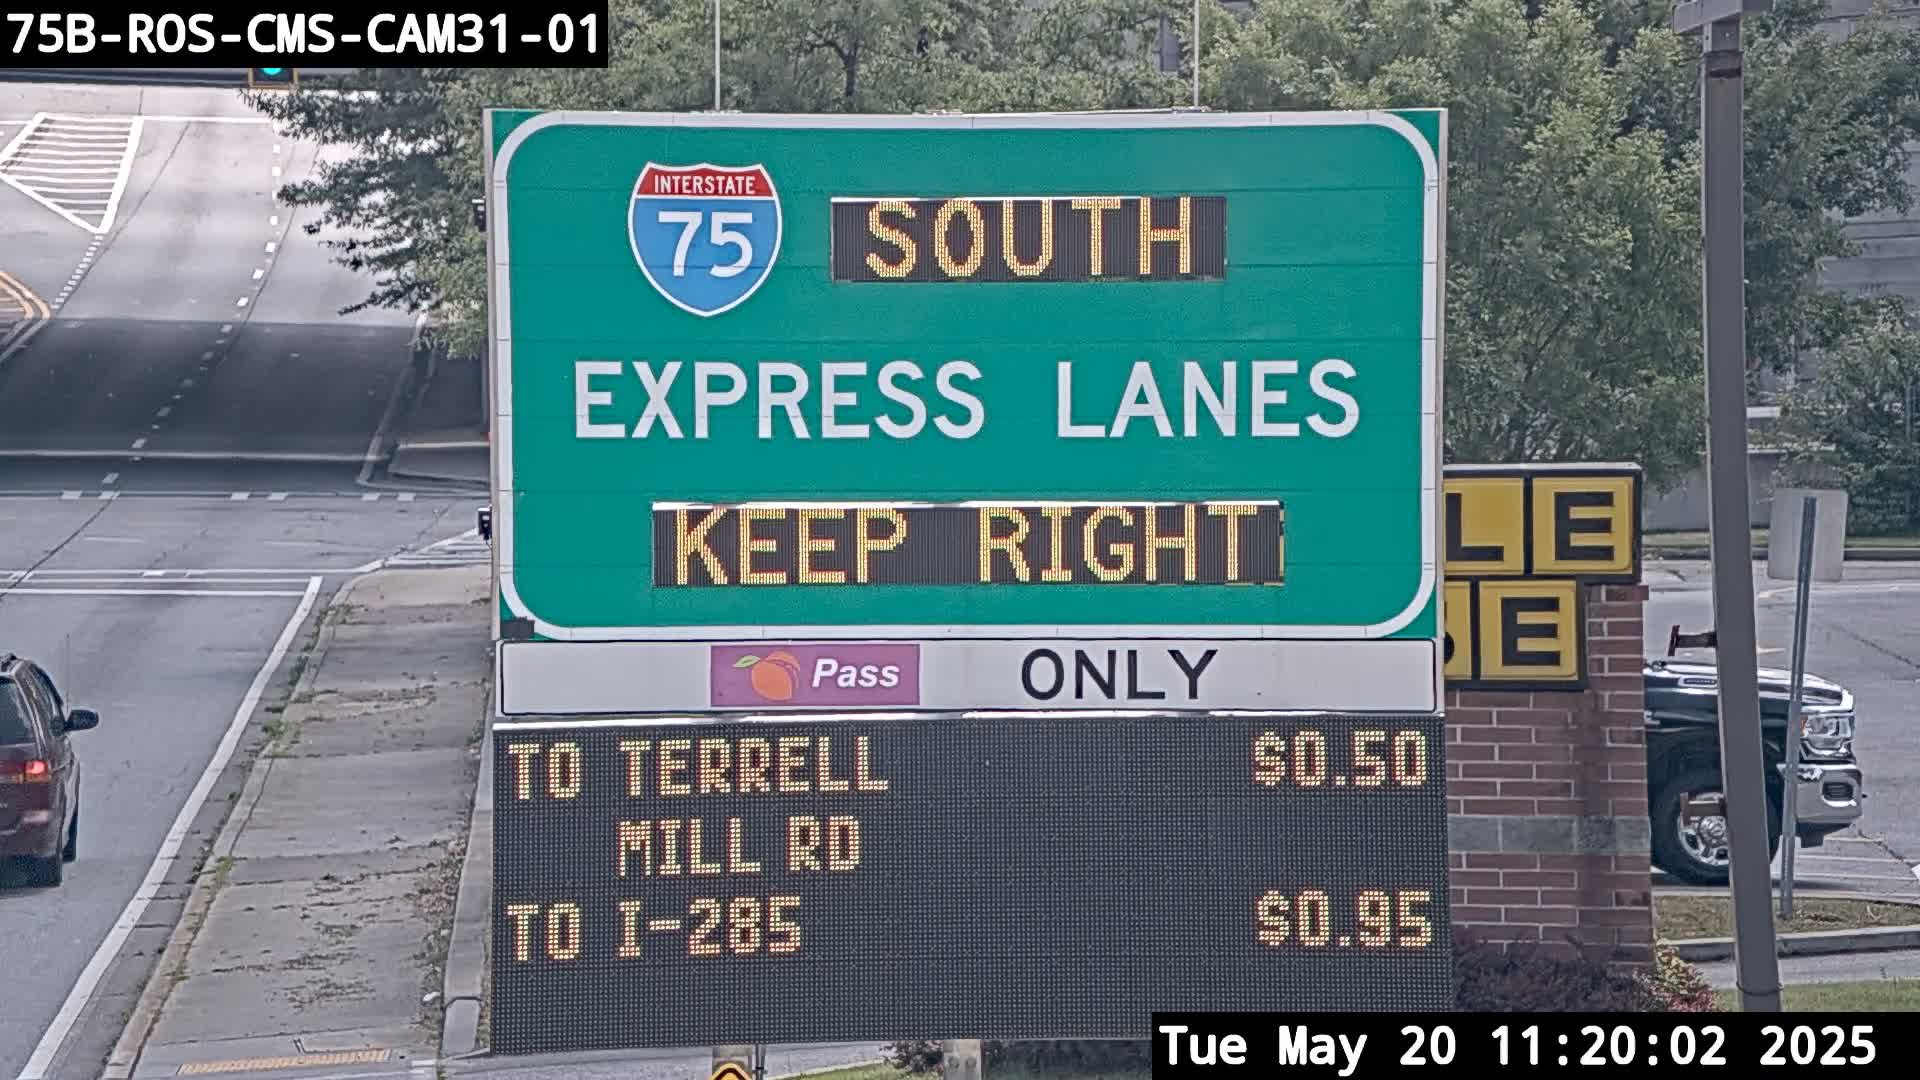 75B-ROS-CMS-CAM31-01
INTERSTATE
75
SOUTH
EXPRESS LANES
KEEP RIGHT
Pass ONLY
TO TERRELL $0.50
MILL RD
TO I-285 $0.95
LE
E
Tue May 20 11:20:02 2025